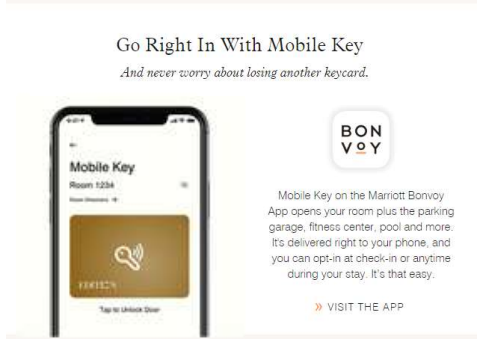 Go Right In With Mobile Key
And never worry about losing another keycard.
Mobile Key
Room 1234
EDITION
Tap to Unlock Door
BON
VOY
Mobile Key on the Marriott Bonvoy
App opens your room plus the parking
garage, fitness center, pool and more.
It's delivered right to your phone, and
you can opt-in at check-in or anytime
during your stay. It's that easy.
» VISIT THE APP